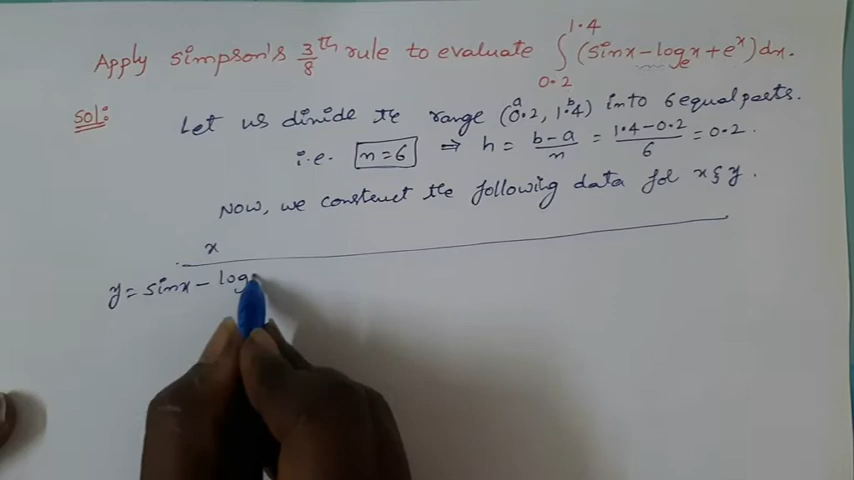 Apply Simpson's 3/8 th rule to evaluate ∫_{0.2}^{1.4} (sinx - log_e x + e^x) dx.
Sol: Let us divide the range (0.2, 1.4) into 6 equal parts.
a b
i.e. n=6 ⇒ h = (b-a)/n = (1.4-0.2)/6 = 0.2.
Now, we construct the following data for x & y.
x
y = sinx - log